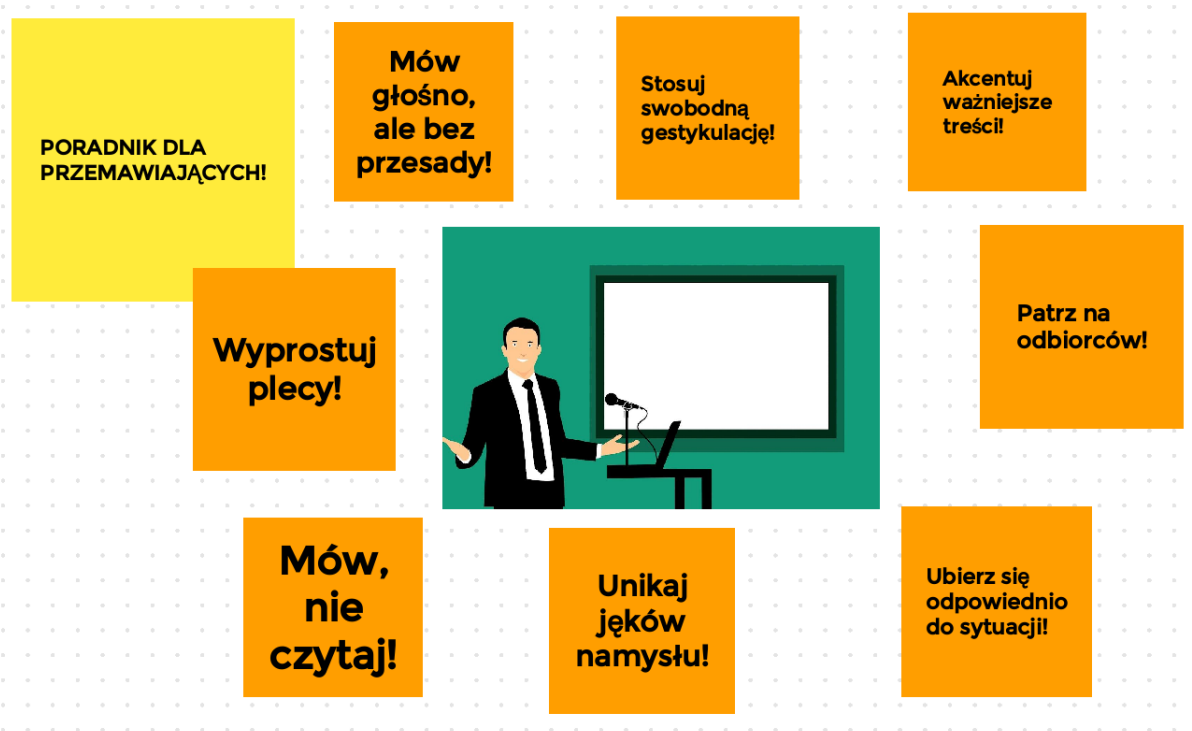 PORADNIK DLA
PRZEMAWIAJĄCYCH!
Mów
głośno,
ale bez
przesady!
Stosuj
swobodną
gestykulację!
Akcentuj
ważniejsze
treści!
Wyprostuj
plecy!
Patrz na
odbiorców!
Mów,
nie
czytaj!
Unikaj
jęków
namysłu!
Ubierz się
odpowiednio
do sytuacji!